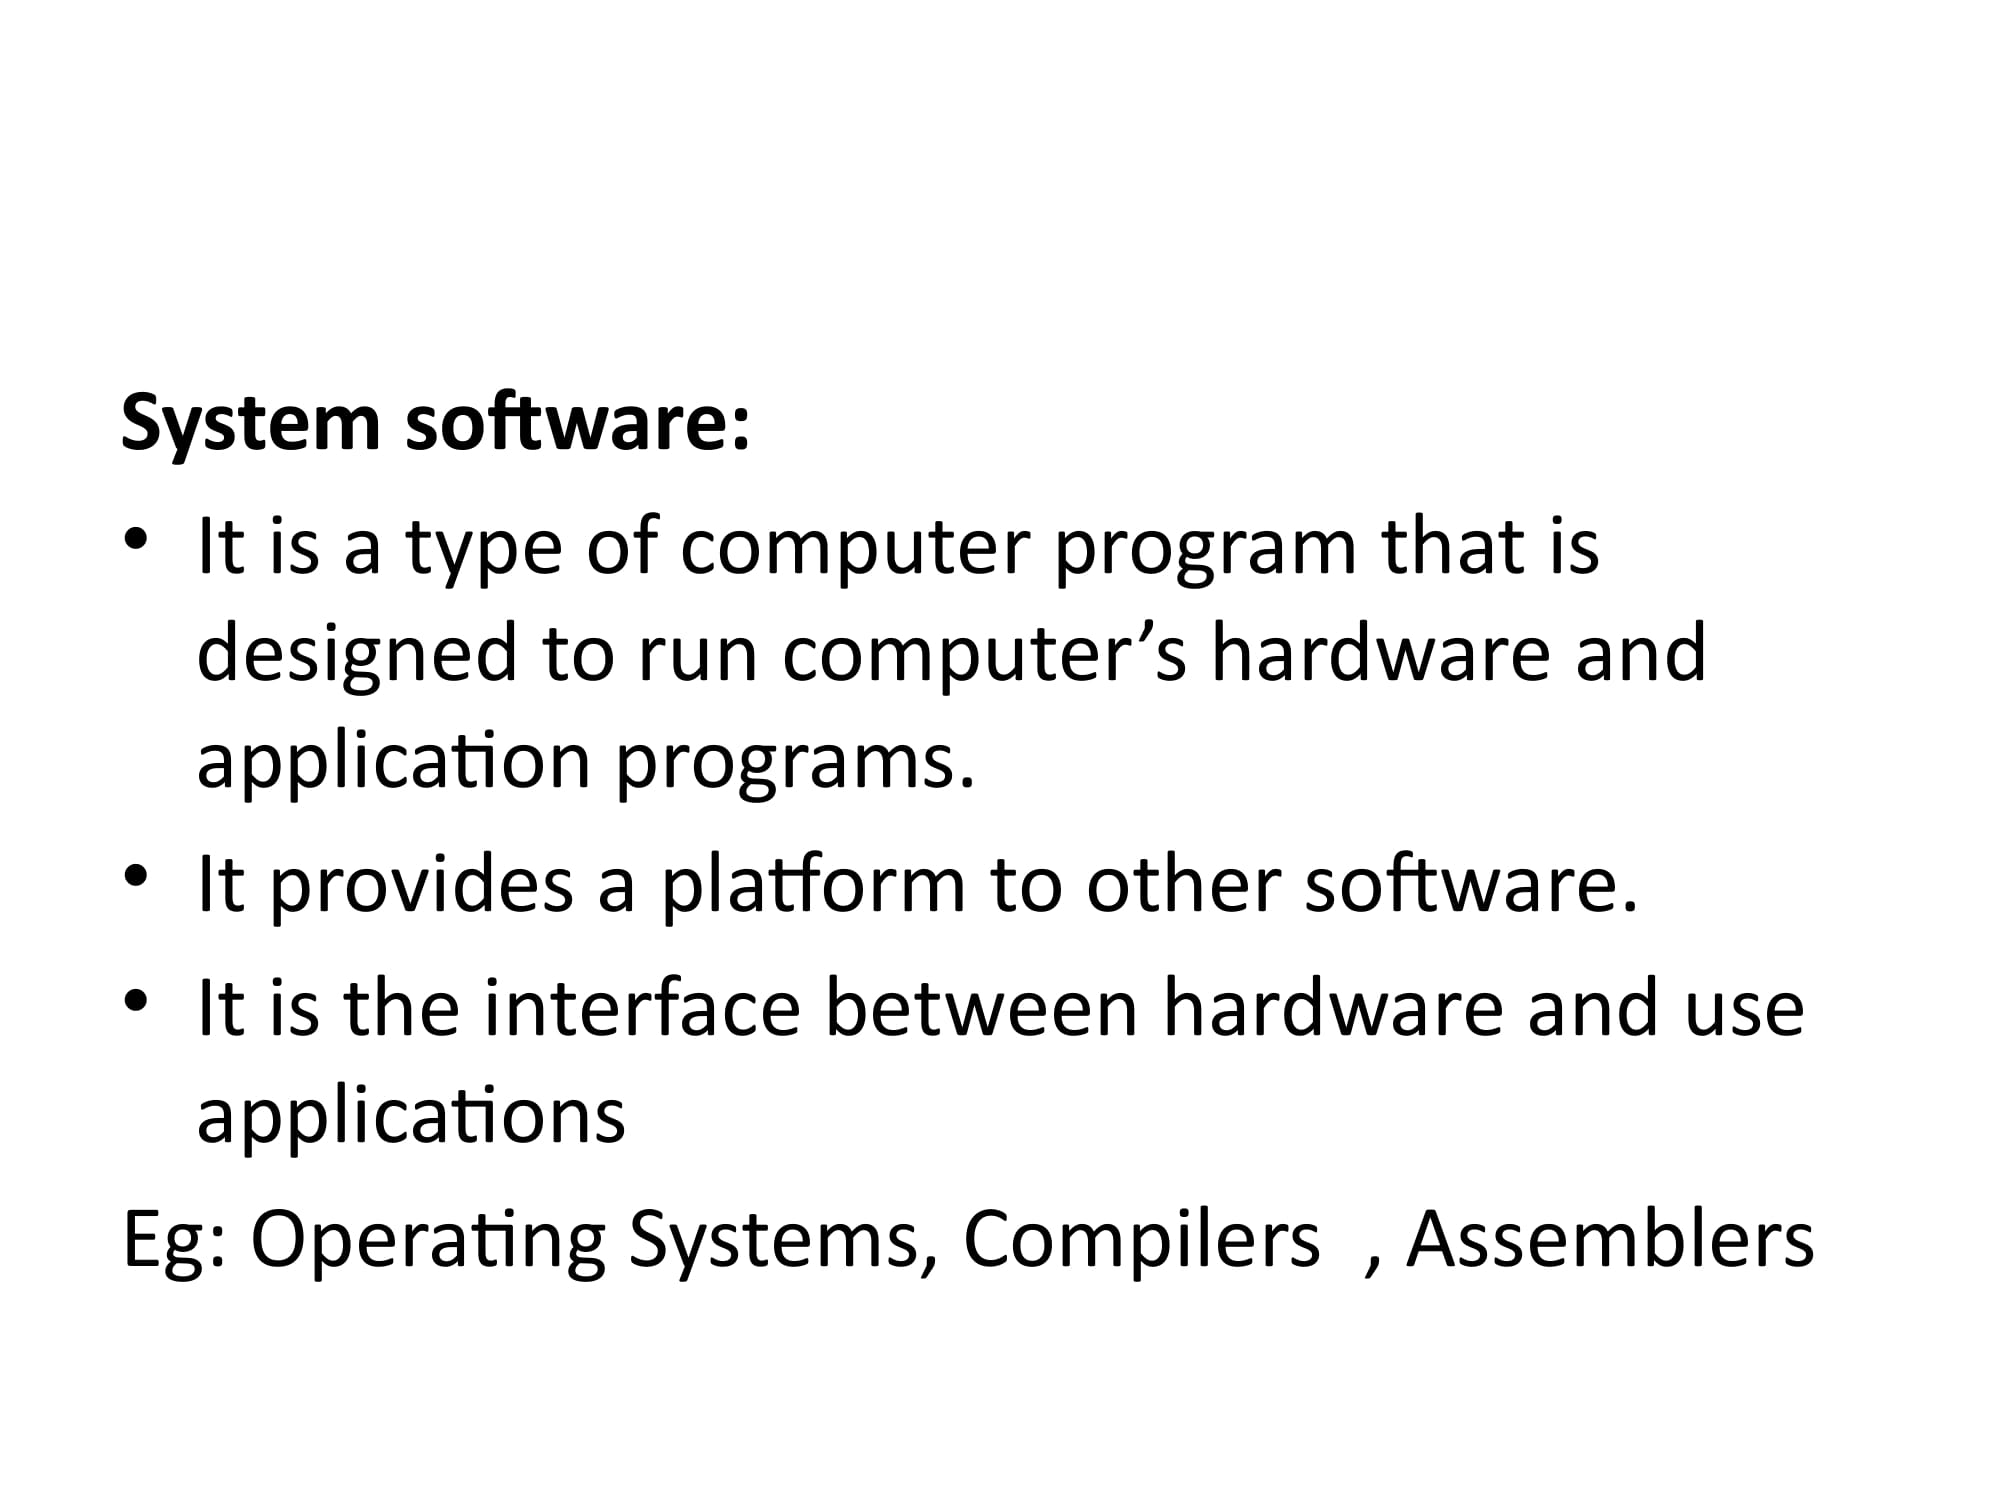 System software:
• It is a type of computer program that is
designed to run computer’s hardware and
application programs.
• It provides a platform to other software.
• It is the interface between hardware and use
applications
Eg: Operating Systems, Compilers  , Assemblers